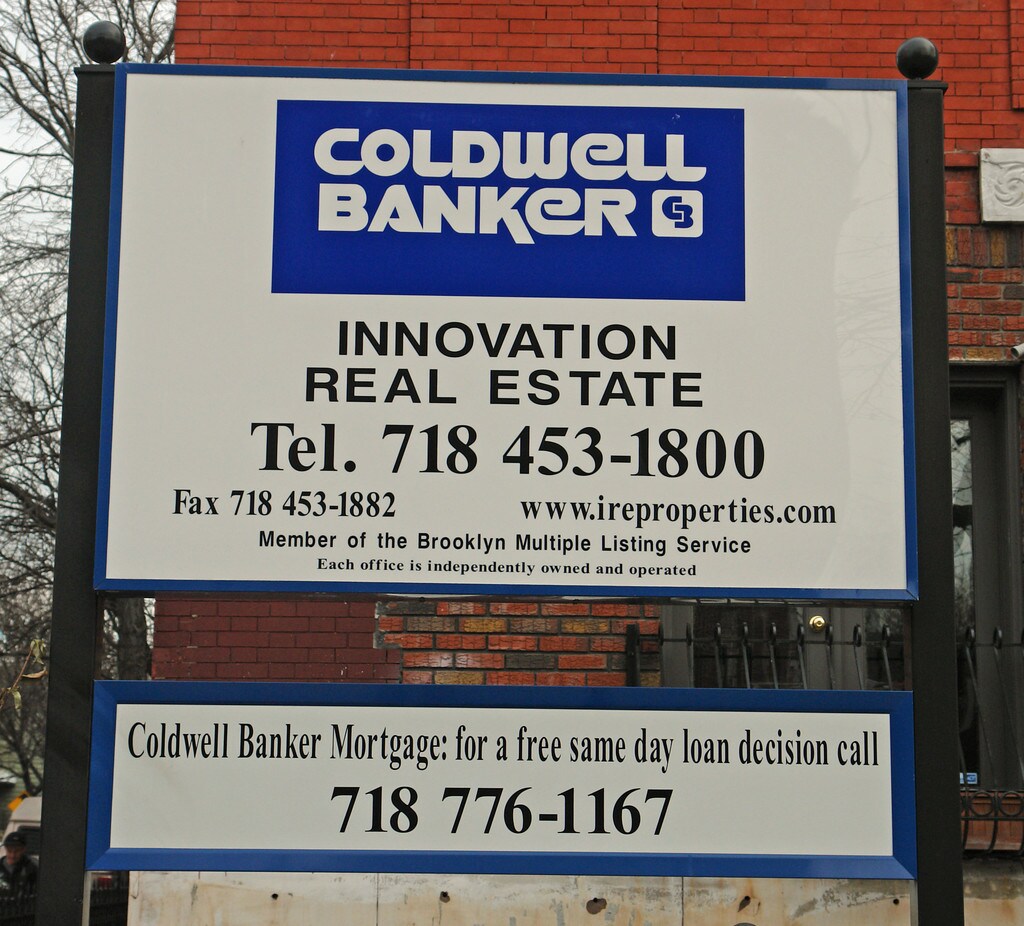 COLDWELL
BANKER CB
INNOVATION
REAL ESTATE
Tel. 718 453-1800
Fax 718 453-1882 www.ireproperties.com
Member of the Brooklyn Multiple Listing Service
Each office is independently owned and operated
Coldwell Banker Mortgage: for a free same day loan decision call
718 776-1167